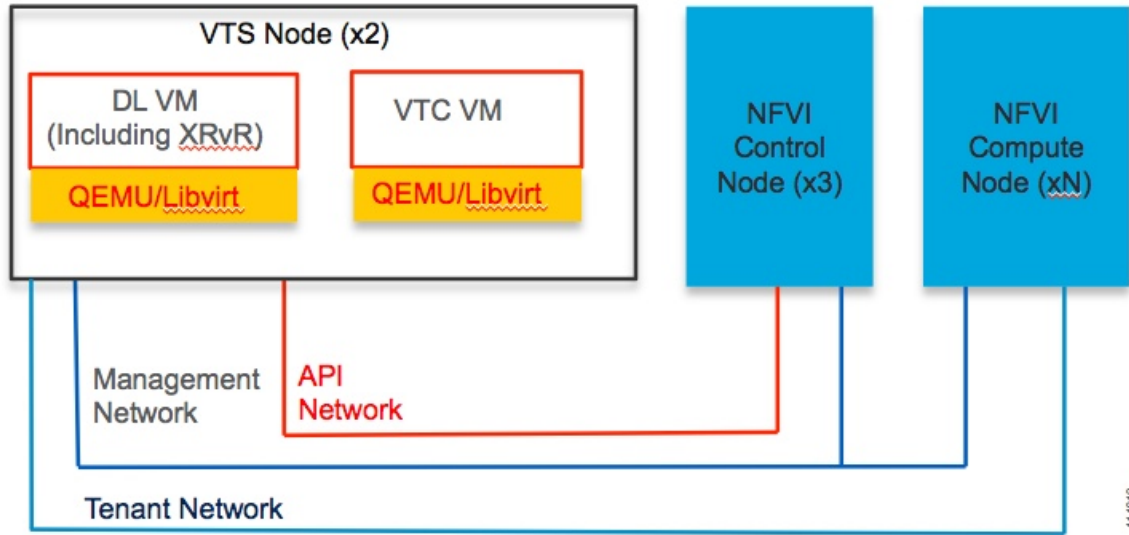 VTS Node (x2)
DL VM
(Including XRvR)
QEMU/Libvirt
VTC VM
QEMU/Libvirt
NFVI
Control
Node (x3)
NFVI
Compute
Node (xN)
Management
Network
API
Network
Tenant Network